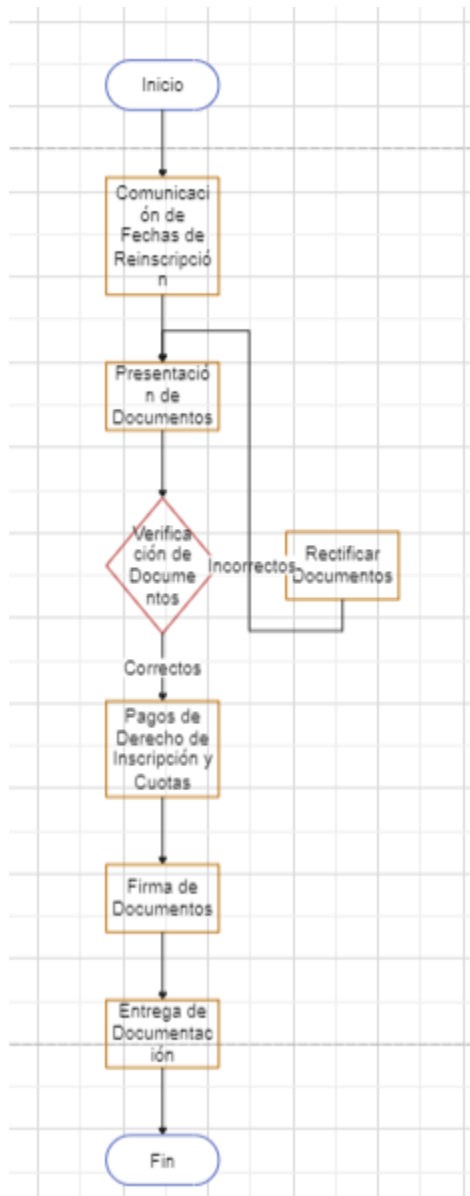 Inicio
Comunicaci
ón de
Fechas de
Reinscripció
n
Presentació
n de
Documentos
Verifica
ción de
Docume
ntos
Incorrectos
Rectificar
Documentos
Correctos
Pagos de
Derecho de
Inscripción y
Cuotas
Firma de
Documentos
Entrega de
Documentac
ión
Fin